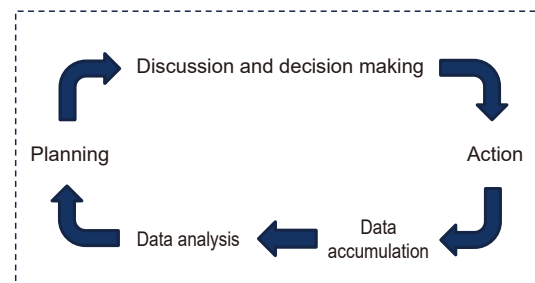 Discussion and decision making
Planning
Action
Data analysis
Data
accumulation